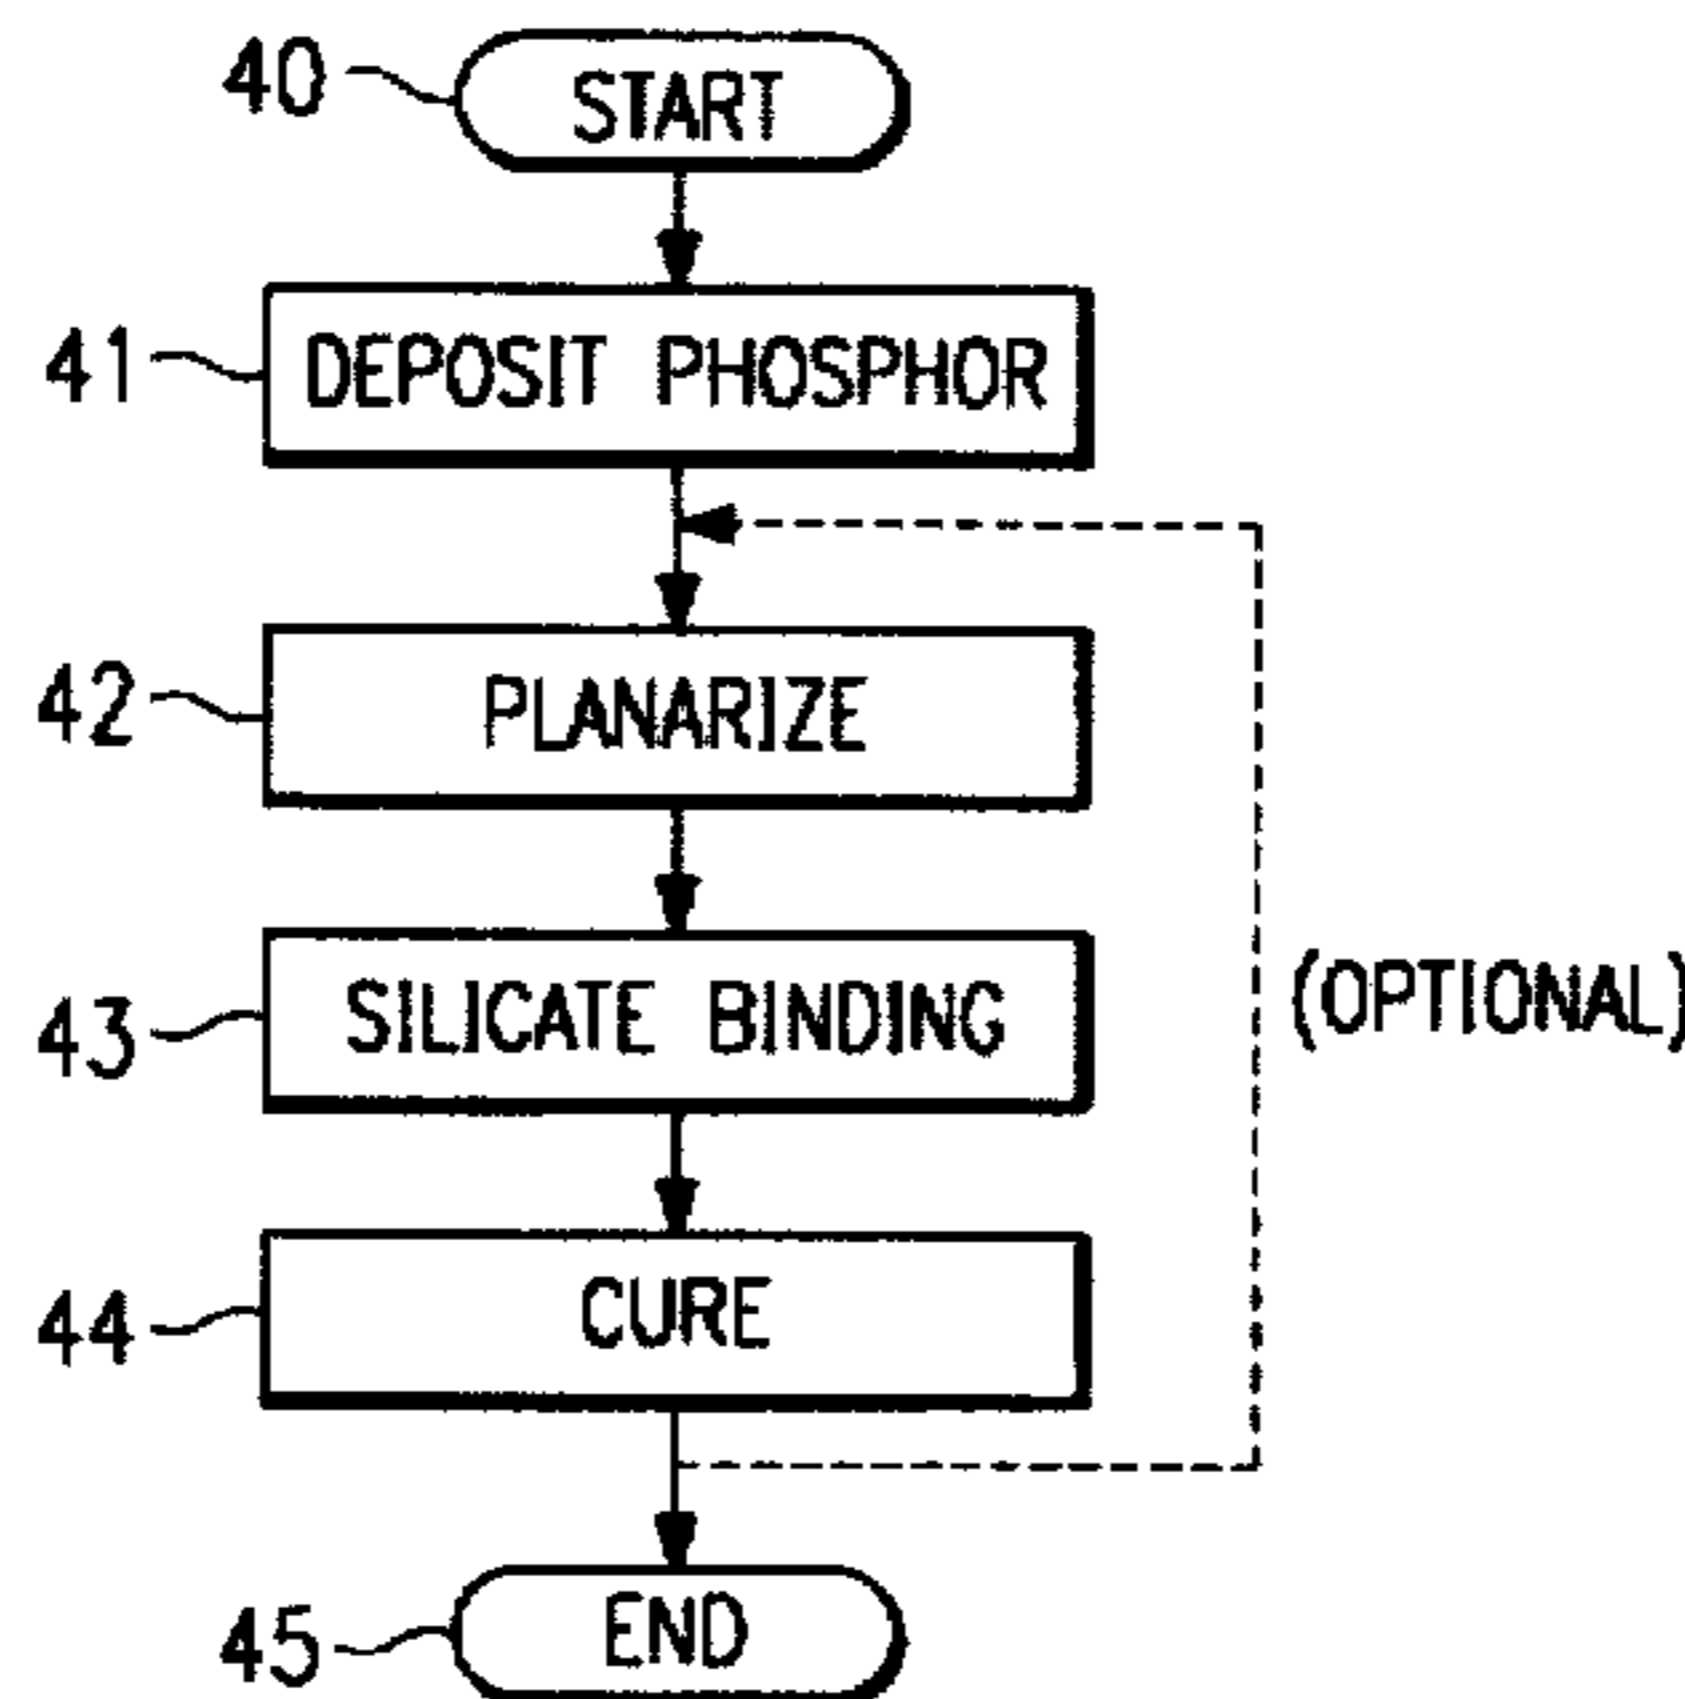 40 START
41 DEPOSIT PHOSPHOR
42 PLANARIZE
43 SILICATE BINDING
(OPTIONAL)
44 CURE
45 END